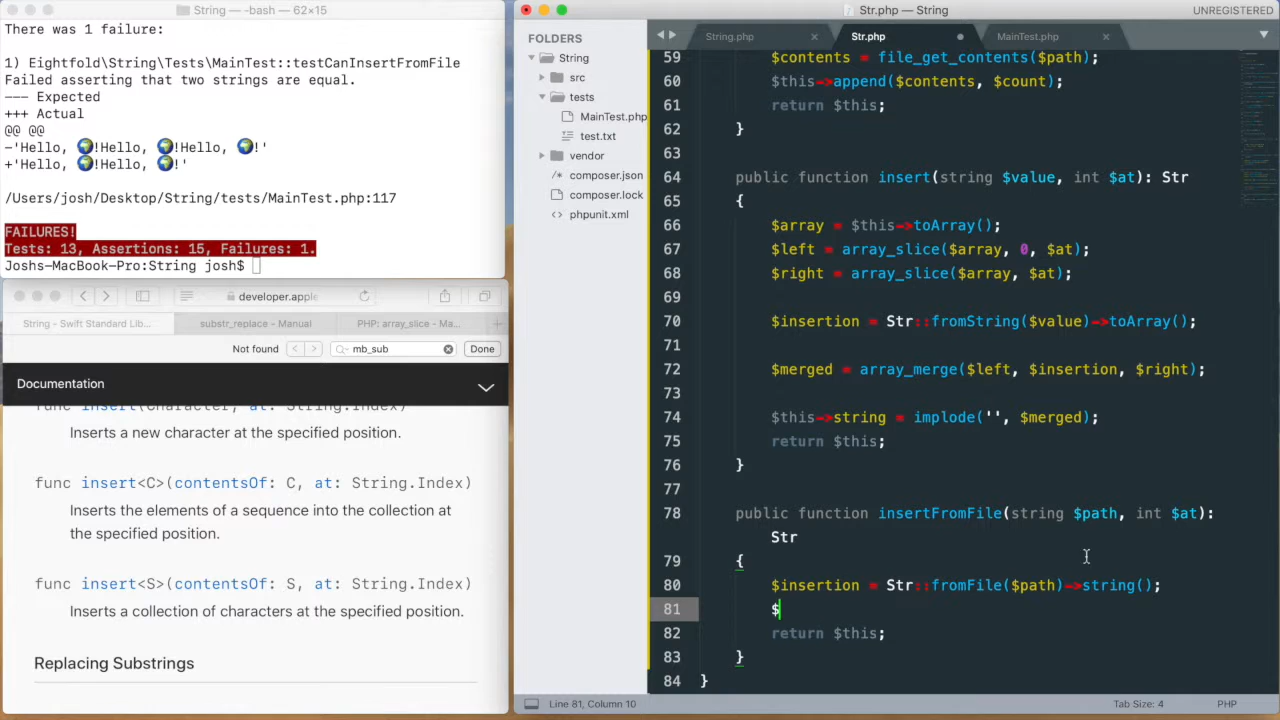 String — -bash — 62×15
There was 1 failure:
1) Eightfold\String\Tests\MainTest::testCanInsertFromFile
Failed asserting that two strings are equal.
--- Expected
+++ Actual
@@ @@
-'Hello, 🌍!Hello, 🌍!Hello, 🌍!'
+'Hello, 🌍!Hello, 🌍!'
/Users/josh/Desktop/String/tests/MainTest.php:117
FAILURES!
Tests: 13, Assertions: 15, Failures: 1.
Joshs-MacBook-Pro:String josh$
developer.apple
String – Swift Standard Lib...
substr_replace - Manual
PHP: array_slice – Ma...
Not found
mb_sub
Done
Documentation
func insert(Character, at: String.Index)
Inserts a new character at the specified position.
func insert<C>(contentsOf: C, at: String.Index)
Inserts the elements of a sequence into the collection at
the specified position.
func insert<S>(contentsOf: S, at: String.Index)
Inserts a collection of characters at the specified position.
Replacing Substrings
Str.php — String
UNREGISTERED
FOLDERS
String
src
tests
MainTest.php
test.txt
vendor
composer.json
composer.lock
phpunit.xml
String.php
Str.php
MainTest.php
59 $contents = file_get_contents($path);
60 $this->append($contents, $count);
61 return $this;
62 }
63
64 public function insert(string $value, int $at): Str
65 {
66 $array = $this->toArray();
67 $left = array_slice($array, 0, $at);
68 $right = array_slice($array, $at);
69
70 $insertion = Str::fromString($value)->toArray();
71
72 $merged = array_merge($left, $insertion, $right);
73
74 $this->string = implode('', $merged);
75 return $this;
76 }
77
78 public function insertFromFile(string $path, int $at):
Str
79 {
80 $insertion = Str::fromFile($path)->string();
81 $
82 return $this;
83 }
84 }
Line 81, Column 10
Tab Size: 4
PHP